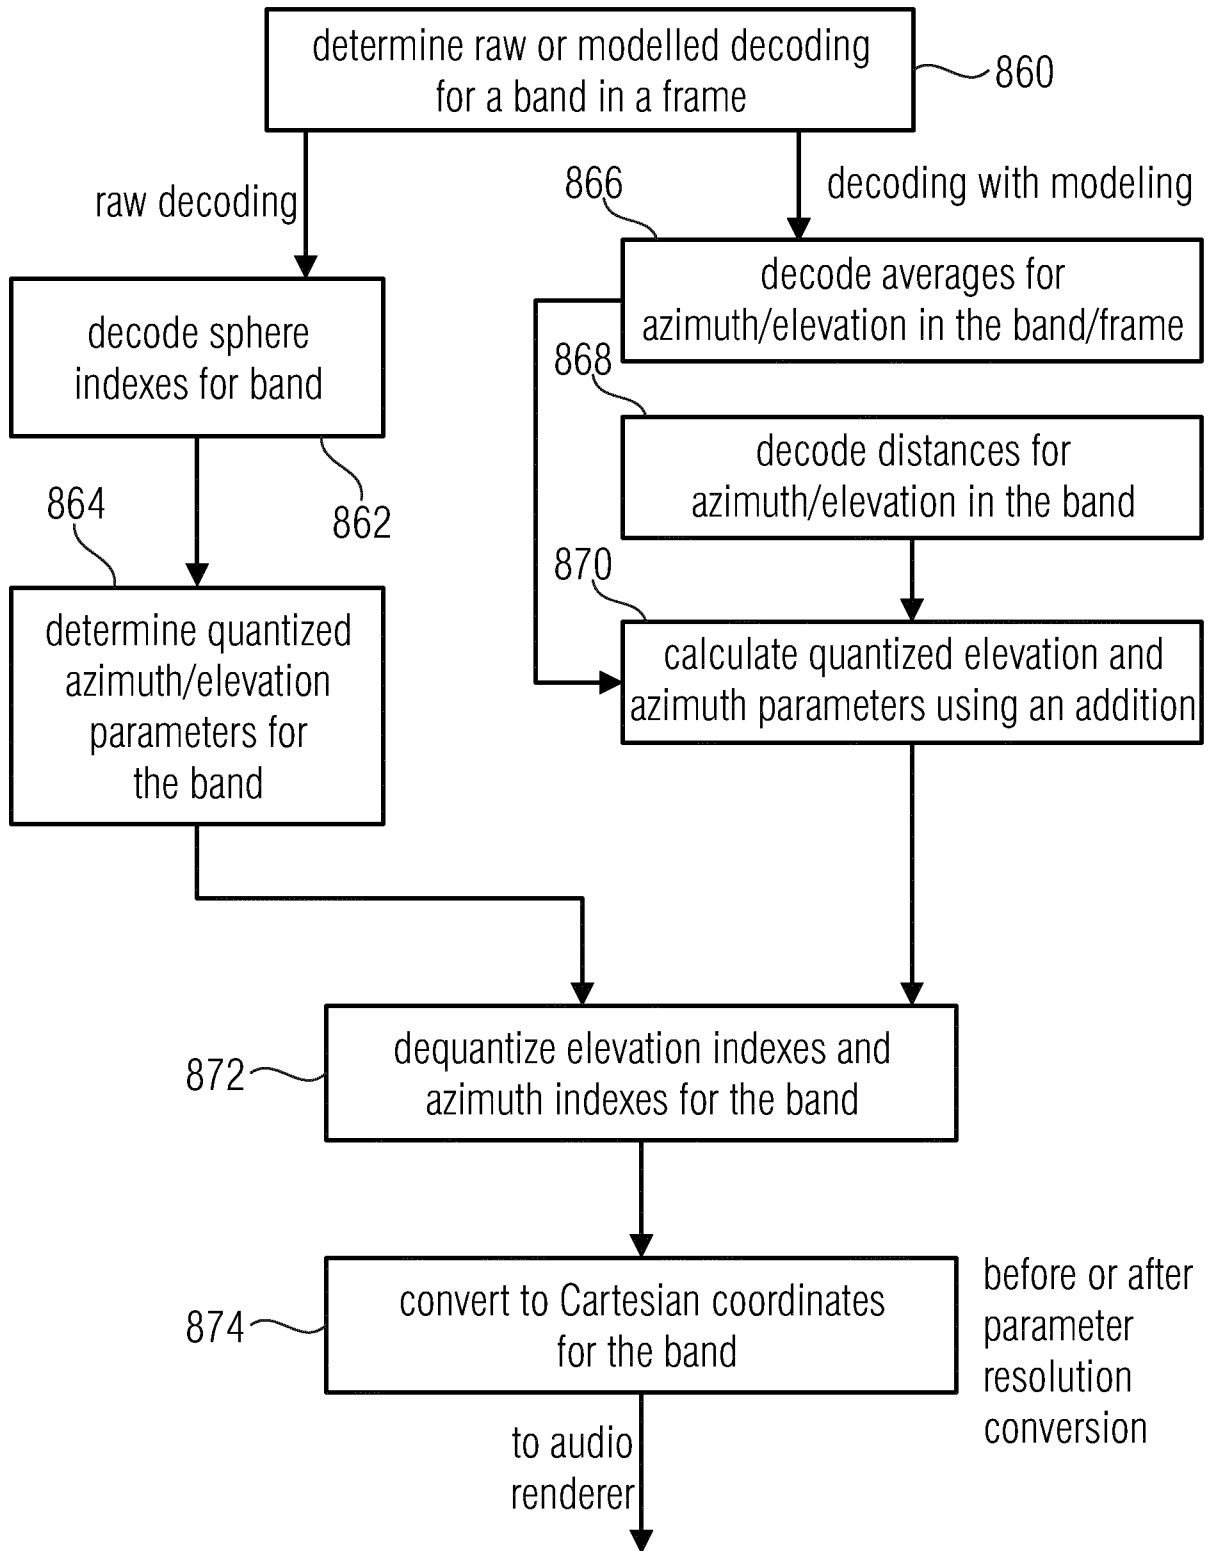 determine raw or modelled decoding
for a band in a frame
860
raw decoding
866
decoding with modeling
decode averages for
azimuth/elevation in the band/frame
decode sphere
indexes for band
862
868
decode distances for
azimuth/elevation in the band
864
determine quantized
azimuth/elevation
parameters for
the band
870
calculate quantized elevation and
azimuth parameters using an addition
872
dequantize elevation indexes and
azimuth indexes for the band
874
convert to Cartesian coordinates
for the band
before or after
parameter
resolution
conversion
to audio
renderer